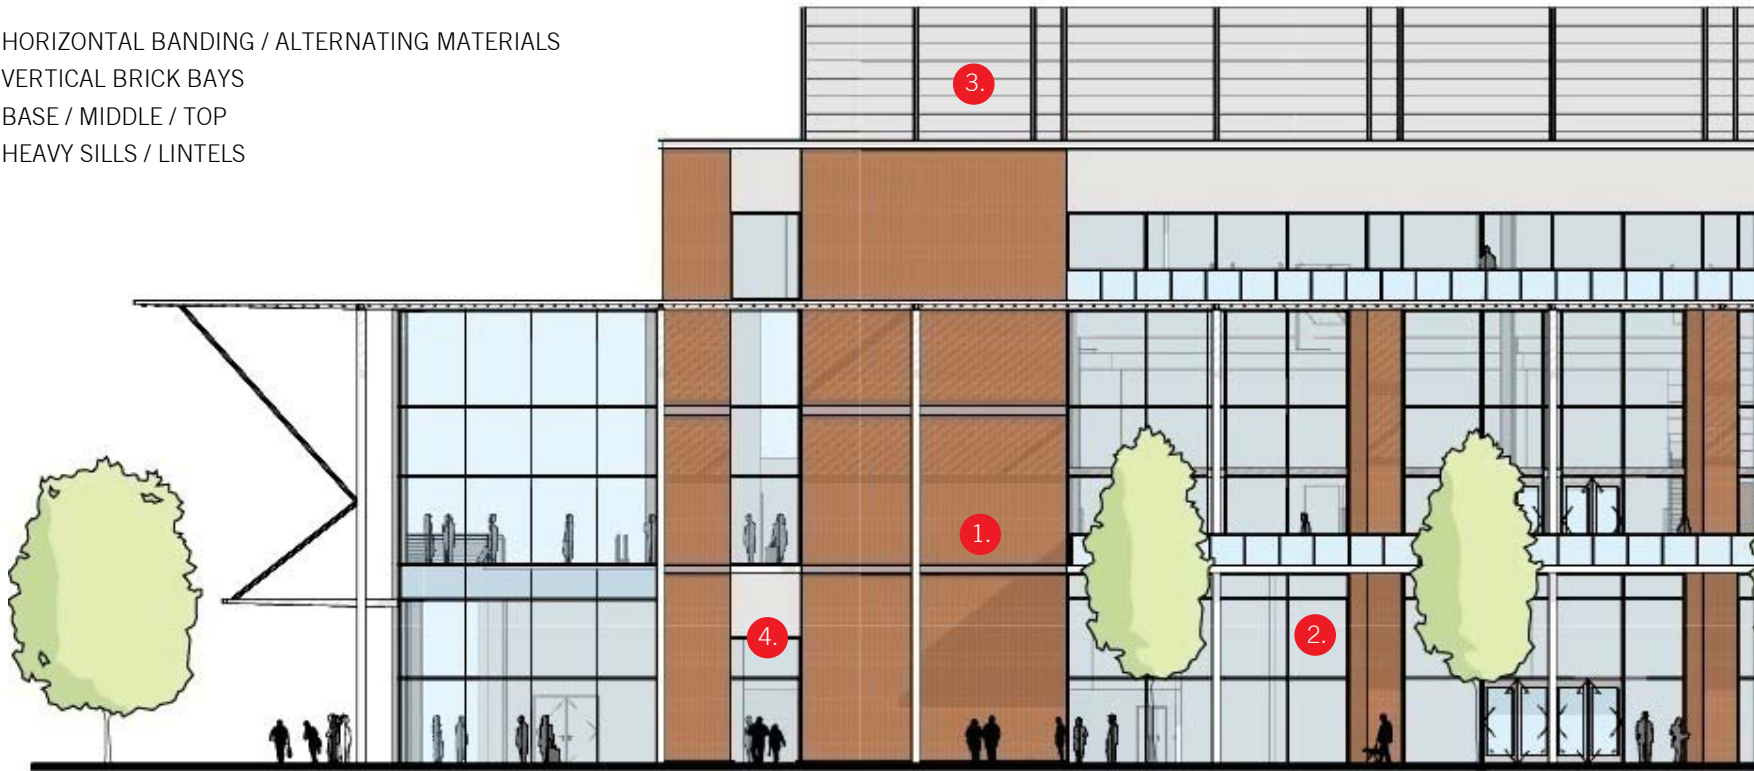 HORIZONTAL BANDING / ALTERNATING MATERIALS
VERTICAL BRICK BAYS
BASE / MIDDLE / TOP
HEAVY SILLS / LINTELS
3.
1.
4.
2.